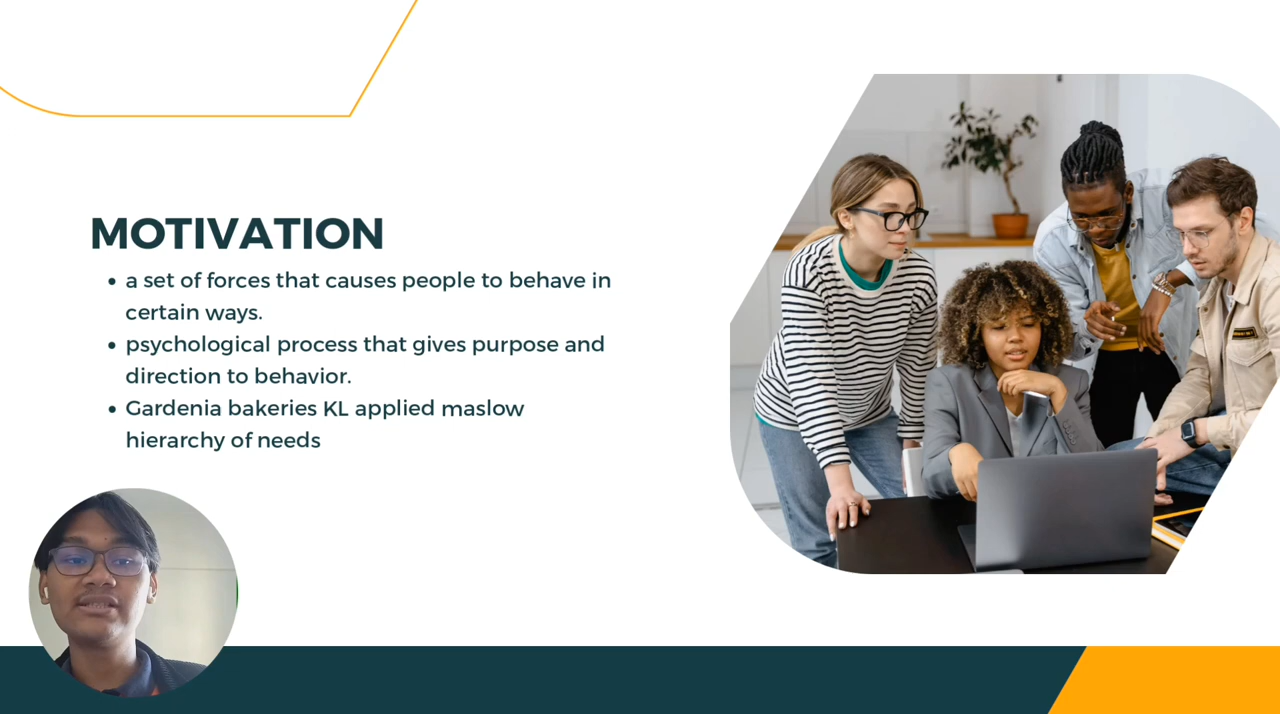 MOTIVATION
• a set of forces that causes people to behave in
certain ways.
• psychological process that gives purpose and
direction to behavior.
• Gardenia bakeries KL applied maslow
hierarchy of needs